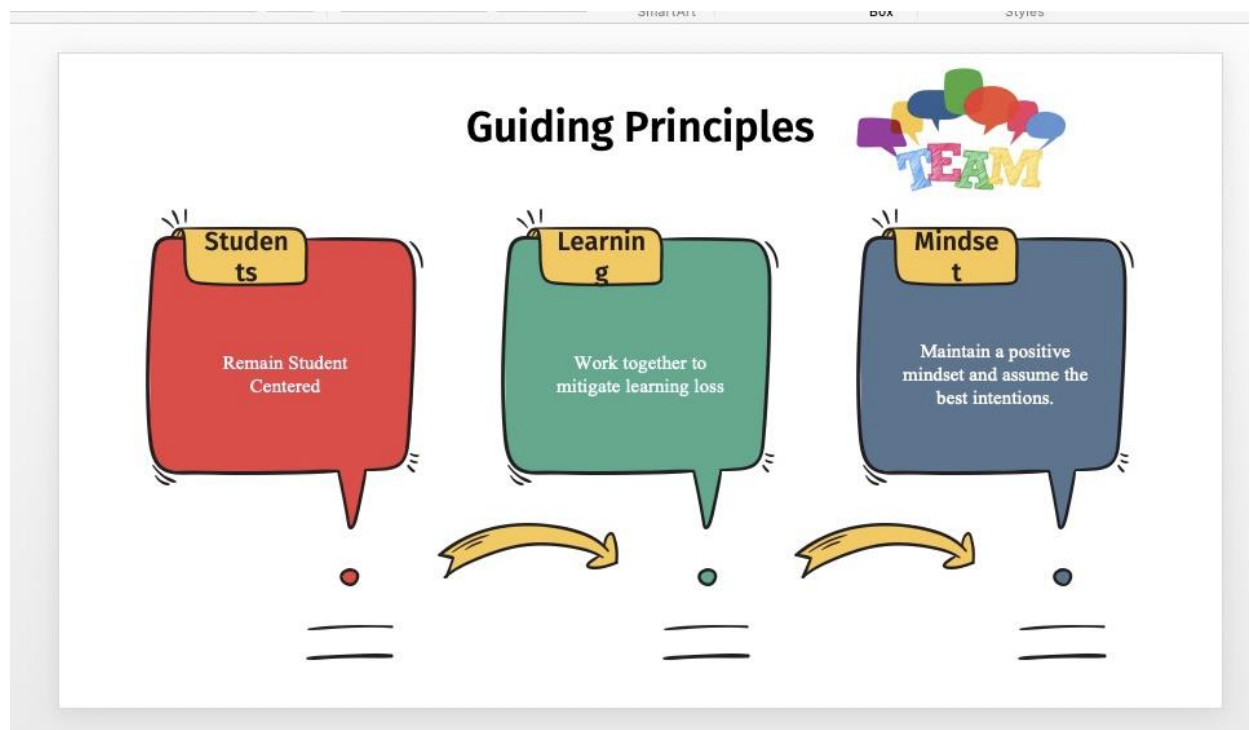 SmartArt
Box
Styles
Guiding Principles
TEAM
Studen
ts
Remain Student
Centered
Learnin
g
Work together to
mitigate learning loss
Mindse
t
Maintain a positive
mindset and assume the
best intentions.